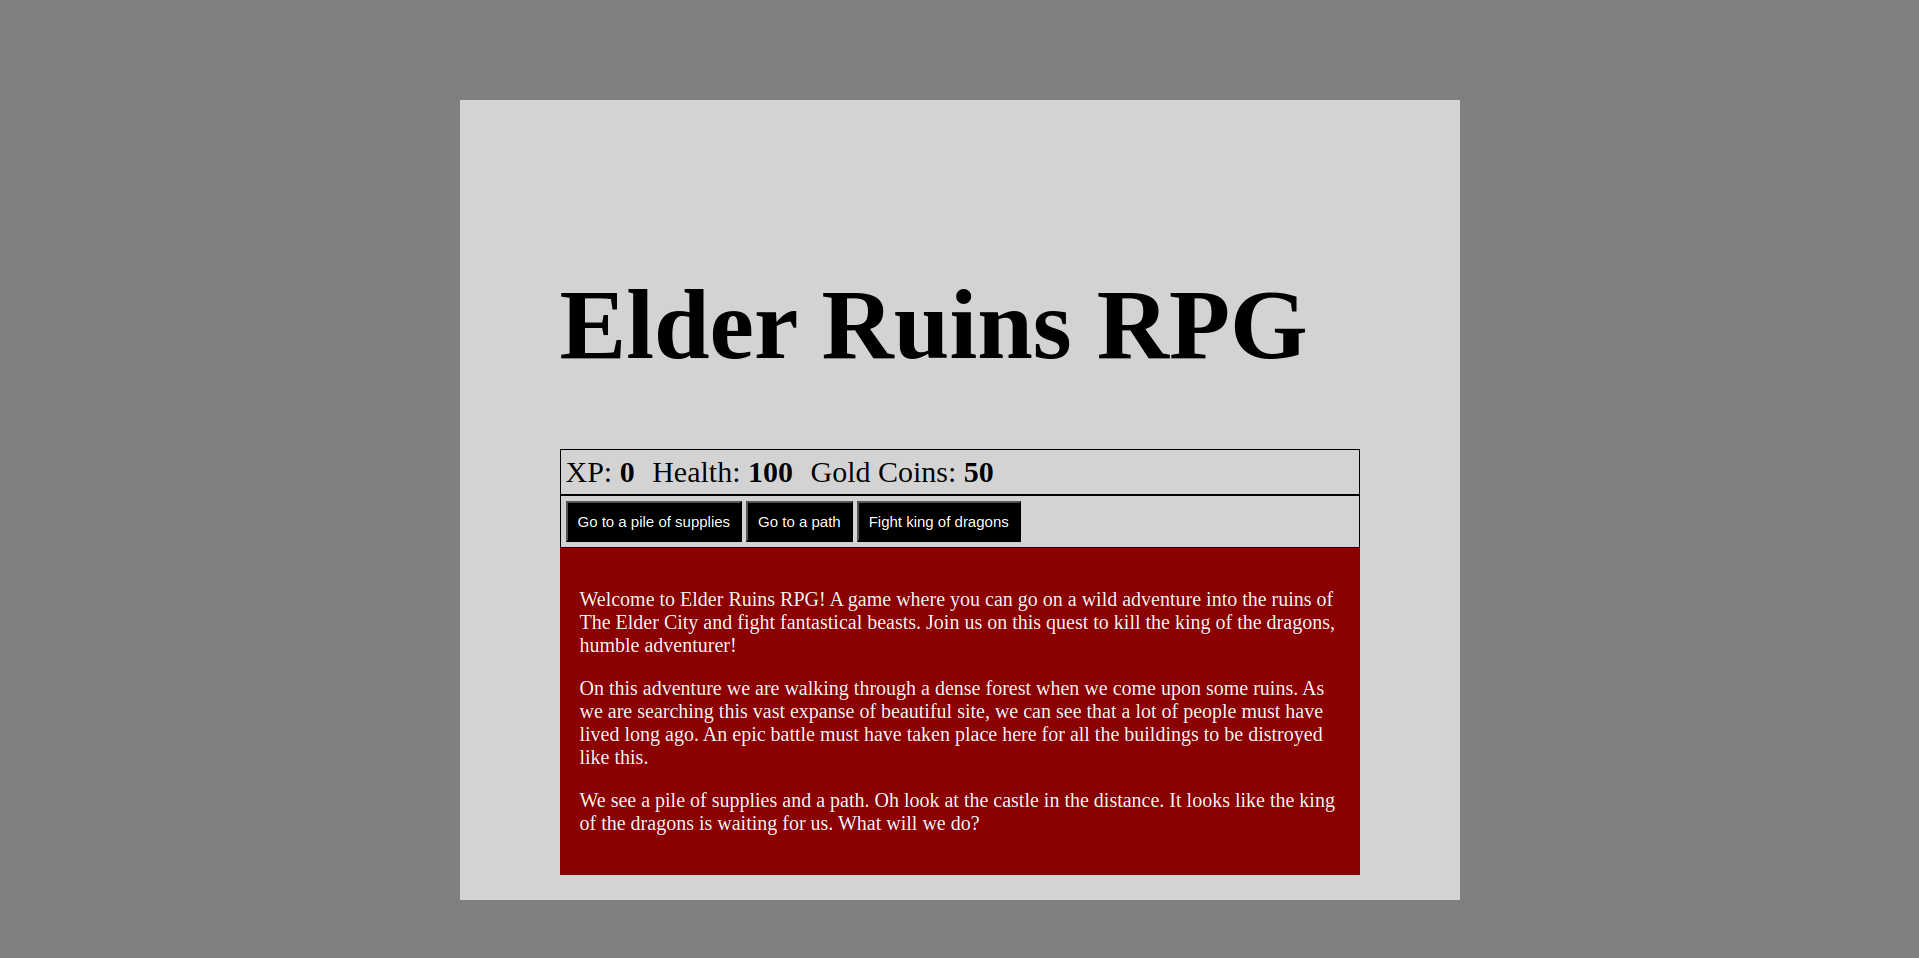 Elder Ruins RPG
XP: 0 Health: 100 Gold Coins: 50
Go to a pile of supplies Go to a path Fight king of dragons
Welcome to Elder Ruins RPG! A game where you can go on a wild adventure into the ruins of
The Elder City and fight fantastical beasts. Join us on this quest to kill the king of the dragons,
humble adventurer!
On this adventure we are walking through a dense forest when we come upon some ruins. As
we are searching this vast expanse of beautiful site, we can see that a lot of people must have
lived long ago. An epic battle must have taken place here for all the buildings to be distroyed
like this.
We see a pile of supplies and a path. Oh look at the castle in the distance. It looks like the king
of the dragons is waiting for us. What will we do?